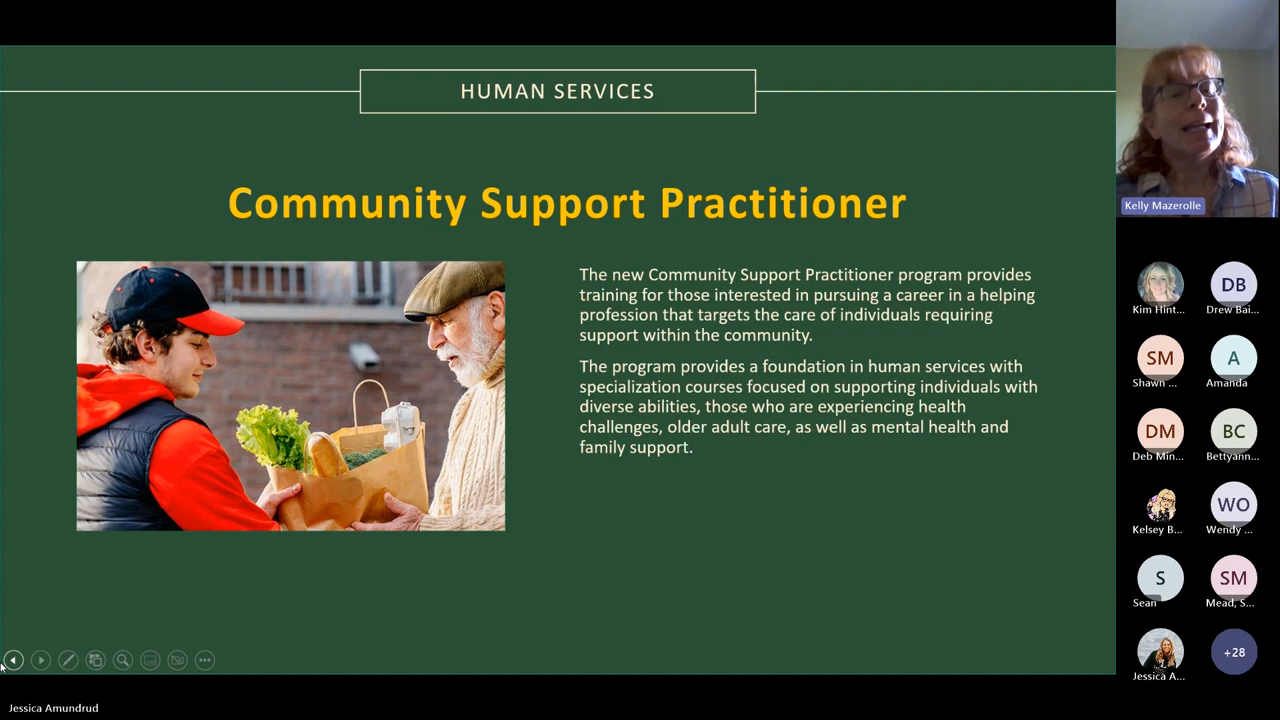 HUMAN SERVICES
Community Support Practitioner
The new Community Support Practitioner program provides
training for those interested in pursuing a career in a helping
profession that targets the care of individuals requiring
support within the community.
The program provides a foundation in human services with
specialization courses focused on supporting individuals with
diverse abilities, those who are experiencing health
challenges, older adult care, as well as mental health and
family support.
Kelly Mazerolle
DB
Kim Hint...
Drew Bai...
SM
A
Shawn ...
Amanda
DM
BC
Deb Min...
Bettyann...
WO
Kelsey B...
Wendy ...
S
SM
Sean
Mead, S...
+28
Jessica A...
Jessica Amundrud